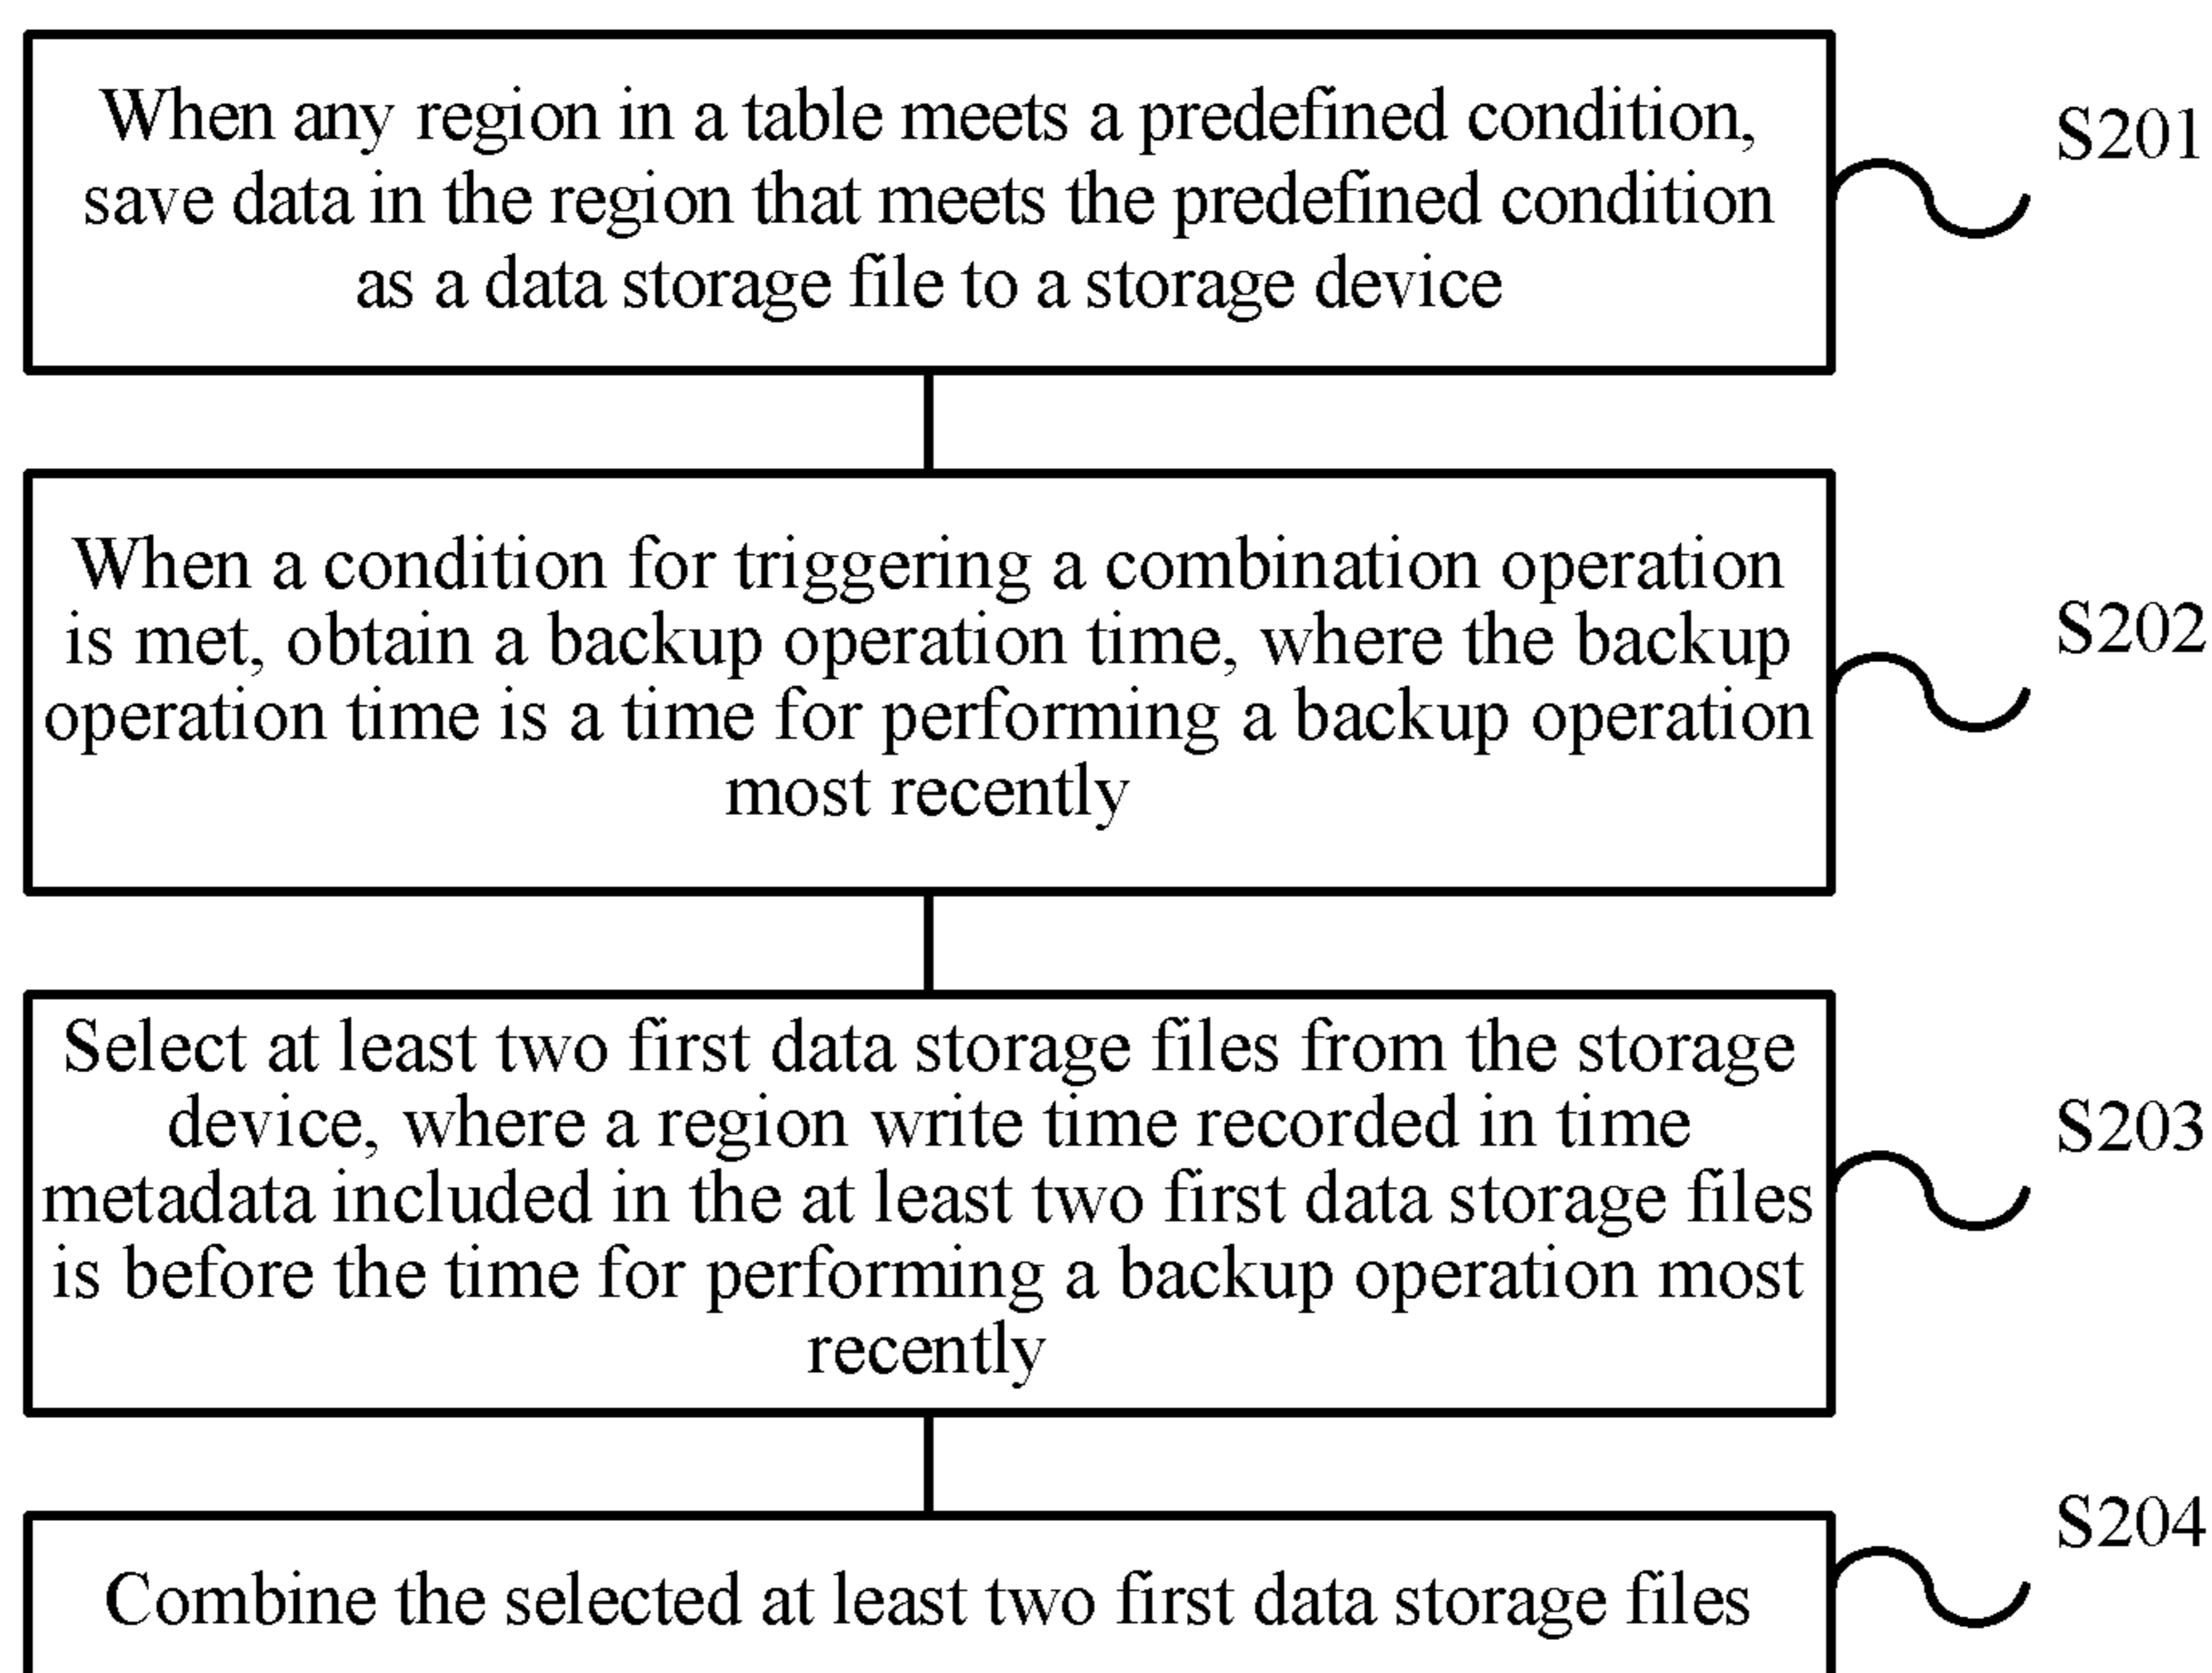 When any region in a table meets a predefined condition,
save data in the region that meets the predefined condition
as a data storage file to a storage device
S201
When a condition for triggering a combination operation
is met, obtain a backup operation time, where the backup
operation time is a time for performing a backup operation
most recently
S202
Select at least two first data storage files from the storage
device, where a region write time recorded in time
metadata included in the at least two first data storage files
is before the time for performing a backup operation most
recently
S203
Combine the selected at least two first data storage files
S204